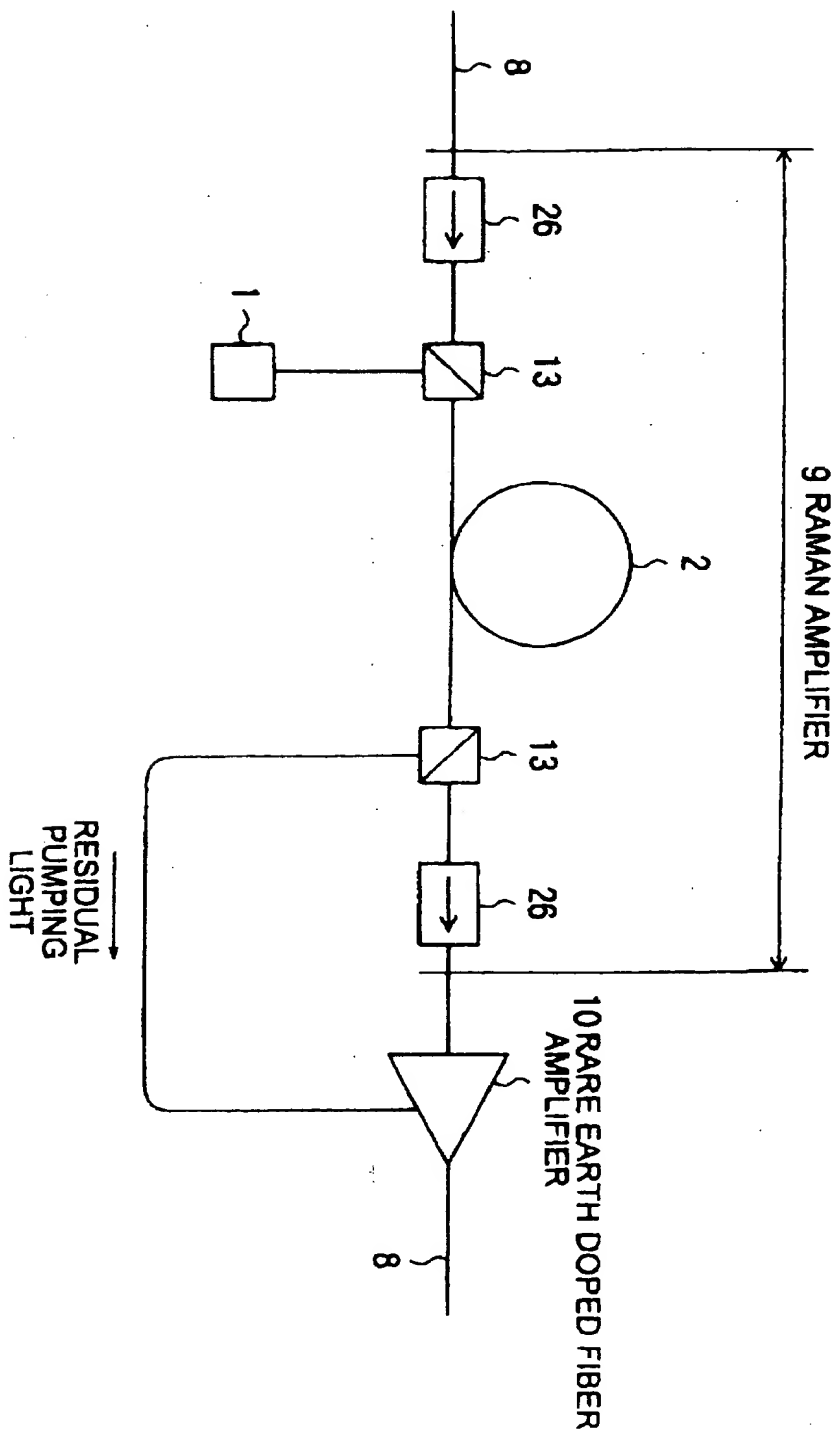 9 RAMAN AMPLIFIER
8
26
13
1
2
13
26
10 RARE EARTH DOPED FIBER
AMPLIFIER
RESIDUAL
PUMPING
LIGHT
8